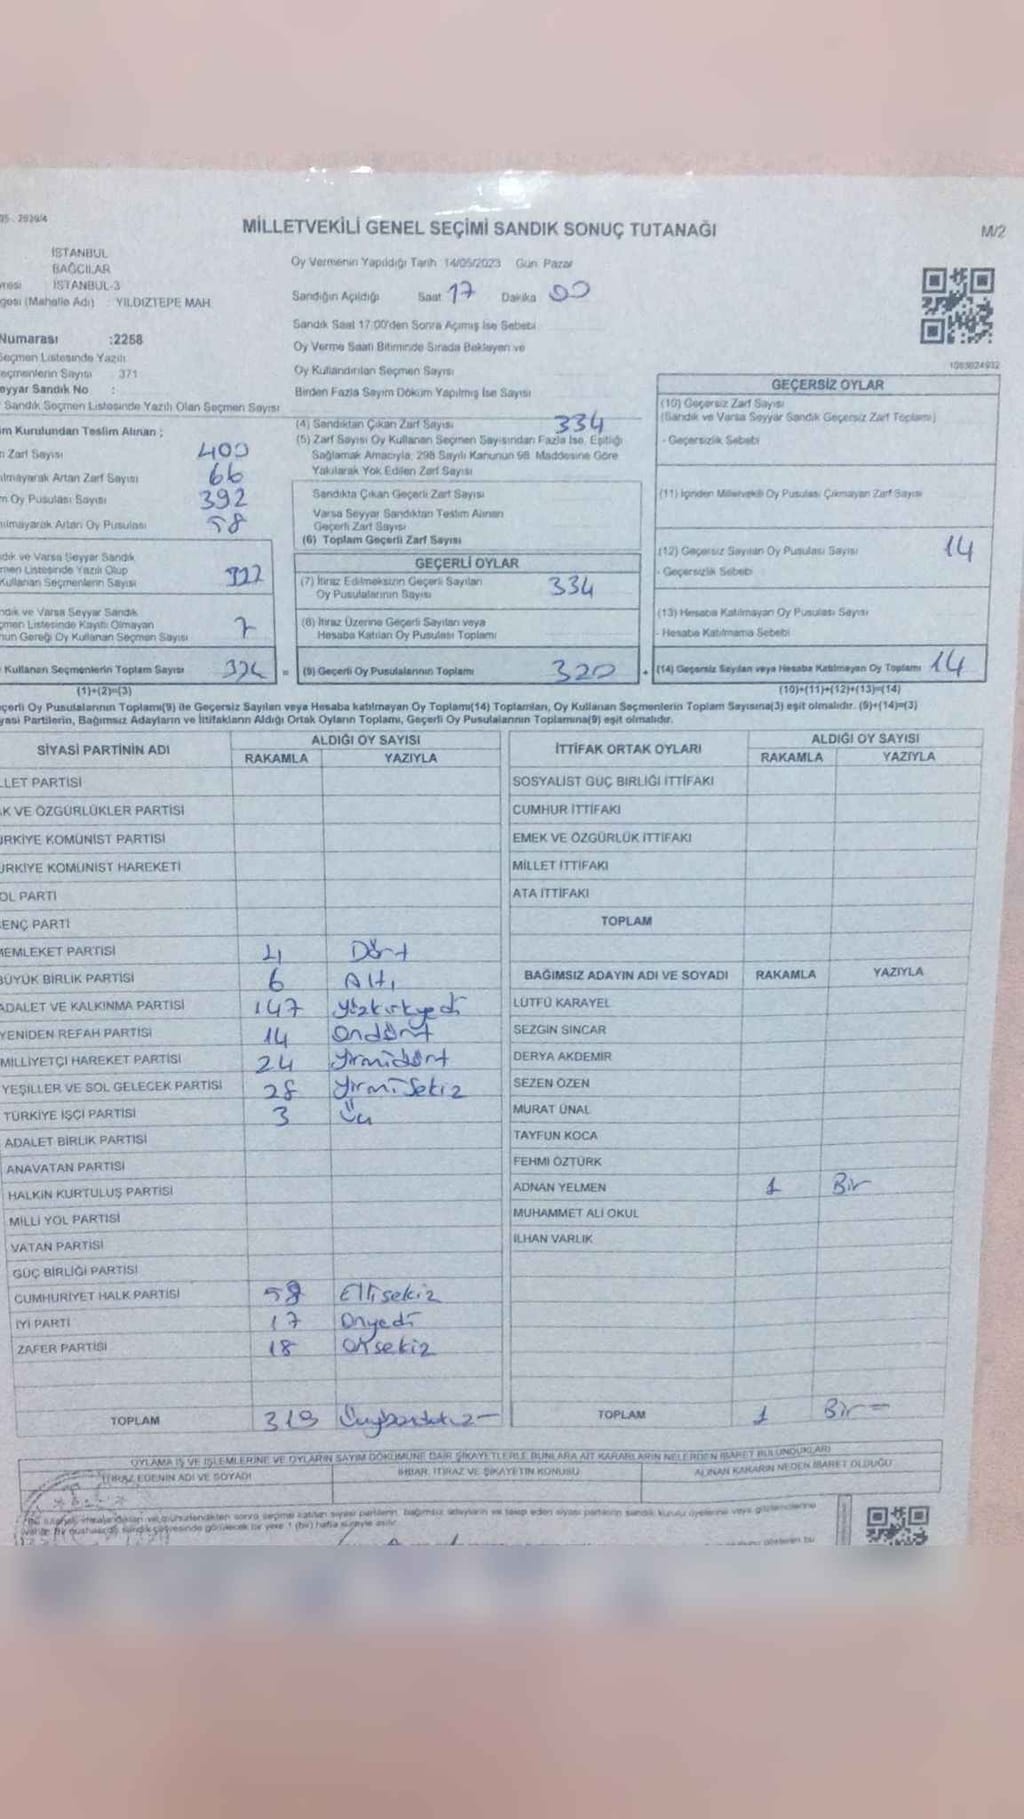 MİLLETVEKİLİ GENEL SEÇİMİ SANDIK SONUÇ TUTANAĞI
M/2
İSTANBUL
BAĞCILAR
İSTANBUL-3
(Mahalle Adı) : YILDIZTEPE MAH.
Numarası :2258
Seçmen Listesinde Yazılı
Seçmenlerin Sayısı 371
Seyyar Sandık No :
Sandık Seçmen Listesinde Yazılı Olan Seçmen Sayısı
Oy Vermenin Yapıldığı Tarih 14/05/2023 Gün Pazar
Sandığın Açıldığı Saat 17 Dakika 00
Sandık Saat 17:00'den Sonra Açılmış İse Sebebi
Oy Verme Saati Bitiminde Sırada Bekleyen ve
Oy Kullandırılan Seçmen Sayısı
Birden Fazla Sayım Döküm Yapılmış İse Sayısı
1083024932
Kurulundan Teslim Alınan ;
Zarf Sayısı 400
Artan Zarf Sayısı 66
Oy Pusulası Sayısı 392
Artan Oy Pusulası 58
ve Varsa Seyyar Sandık
Listesinde Yazılı Olup
Kullanan Seçmenlerin Sayısı
ve Varsa Seyyar Sandık
Listesinde Kayıtlı Olmayan
Gereği Oy Kullanan Seçmen Sayısı 7
Kullanan Seçmenlerin Toplam Sayısı
(1)+(2)=(3)
(4) Sandıktan Çıkan Zarf Sayısı 334
(5) Zarf Sayısı Oy Kullanan Seçmen Sayısından Fazla İse, Eşitliği
Sağlamak Amacıyla, 298 Sayılı Kanunun 98. Maddesine Göre
Yakılarak Yok Edilen Zarf Sayısı
Sandıkta Çıkan Geçerli Zarf Sayısı
Varsa Seyyar Sandıktan Teslim Alınan
Geçerli Zarf Sayısı
(6) Toplam Geçerli Zarf Sayısı
GEÇERLİ OYLAR
(7) İtiraz Edilmeksizin Geçerli Sayılan
Oy Pusulalarının Sayısı 334
(8) İtiraz Üzerine Geçerli Sayılan veya
Hesaba Katılan Oy Pusulası Toplamı
= (9) Geçerli Oy Pusulalarının Toplamı 320
GEÇERSİZ OYLAR
(10) Geçersiz Zarf Sayısı
(Sandık ve Varsa Seyyar Sandık Geçersiz Zarf Toplamı)
- Geçersizlik Sebebi
(11) İçinden Milletvekili Oy Pusulası Çıkmayan Zarf Sayısı
(12) Geçersiz Sayılan Oy Pusulası Sayısı 14
- Geçersizlik Sebebi
(13) Hesaba Katılmayan Oy Pusulası Sayısı
- Hesaba Katılmama Sebebi
+ (14) Geçersiz Sayılan veya Hesaba Katılmayan Oy Toplamı 14
(10)+(11)+(12)+(13)=(14)
Oy Pusulalarının Toplamı(9) ile Geçersiz Sayılan veya Hesaba katılmayan Oy Toplamı(14) Toplamları, Oy Kullanan Seçmenlerin Toplam Sayısına(3) eşit olmalıdır. (9)+(14)=(3)
Partilerin, Bağımsız Adayların ve İttifakların Aldığı Ortak Oyların Toplamı, Geçerli Oy Pusulalarının Toplamına(9) eşit olmalıdır.
SİYASİ PARTİNİN ADI ALDIĞI OY SAYISI
RAKAMLA YAZIYLA
LLET PARTİSİ
K VE ÖZGÜRLÜKLER PARTİSİ
ÜRKİYE KOMÜNİST PARTİSİ
ÜRKİYE KOMÜNİST HAREKETİ
OL PARTİ
ENÇ PARTİ
MEMLEKET PARTİSİ 4 Dört
BÜYÜK BİRLİK PARTİSİ 6 Altı
ADALET VE KALKINMA PARTİSİ 147 yüzkırkyedi
YENİDEN REFAH PARTİSİ 14 Ondört
MİLLİYETÇİ HAREKET PARTİSİ 24 Yirmidört
YEŞİLLER VE SOL GELECEK PARTİSİ 28 Yirmisekiz
TÜRKİYE İŞÇİ PARTİSİ 3 Üç
ADALET BİRLİK PARTİSİ
ANAVATAN PARTİSİ
HALKIN KURTULUŞ PARTİSİ
MİLLİ YOL PARTİSİ
VATAN PARTİSİ
GÜÇ BİRLİĞİ PARTİSİ
CUMHURİYET HALK PARTİSİ 58 Ellisekiz
İYİ PARTİ 17 Onyedi
ZAFER PARTİSİ 18 Onsekiz
TOPLAM 319
İTTİFAK ORTAK OYLARI ALDIĞI OY SAYISI
RAKAMLA YAZIYLA
SOSYALİST GÜÇ BİRLİĞİ İTTİFAKI
CUMHUR İTTİFAKI
EMEK VE ÖZGÜRLÜK İTTİFAKI
MİLLET İTTİFAKI
ATA İTTİFAKI
TOPLAM
BAĞIMSIZ ADAYIN ADI VE SOYADI RAKAMLA YAZIYLA
LÜTFÜ KARAYEL
SEZGİN SİNCAR
DERYA AKDEMİR
SEZEN ÖZEN
MURAT ÜNAL
TAYFUN KOCA
FEHMİ ÖZTÜRK
ADNAN YELMEN 1 Bir
MUHAMMET ALİ OKUL
İLHAN VARLIK
TOPLAM 1 Bir
OYLAMA İŞ VE İŞLEMLERİNE VE OYLARIN SAYIM DÖKÜMÜNE DAİR ŞİKAYETLERLE BUNLARA AİT KARARLARIN NELERDEN İBARET BULUNDUKLARI
İTİRAZ EDENİN ADI VE SOYADI İHBAR, İTİRAZ VE ŞİKAYETİN KONUSU ALINAN KARARIN NEDEN İBARET OLDUĞU